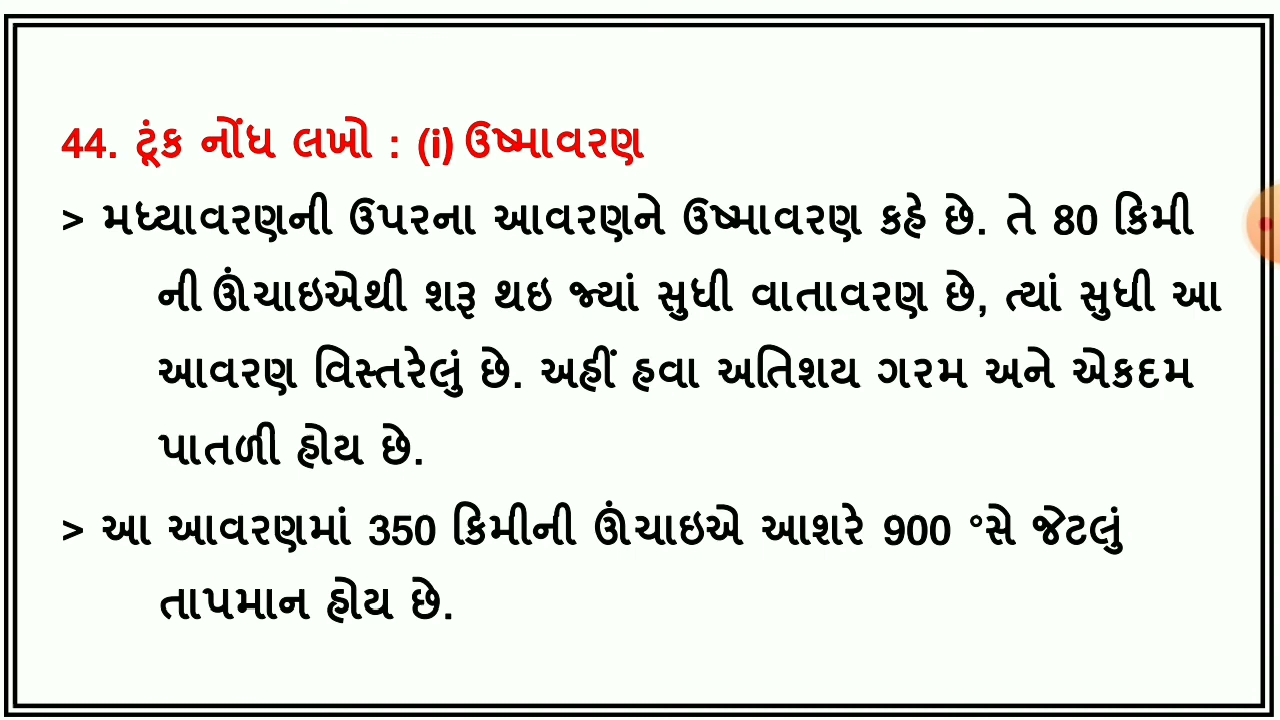 44. ટૂંક નોંધ લખો : (i) ઉષ્માવરણ
> મધ્યાવરણની ઉપરના આવરણને ઉષ્માવરણ કહે છે. તે 80 કિમી
ની ઊંચાઇએથી શરૂ થઇ જ્યાં સુધી વાતાવરણ છે, ત્યાં સુધી આ
આવરણ વિસ્તરેલું છે. અહીં હવા અતિશય ગરમ અને એકદમ
પાતળી હોય છે.
> આ આવરણમાં 350 કિમીની ઊંચાઇએ આશરે 900 °સે જેટલું
તાપમાન હોય છે.